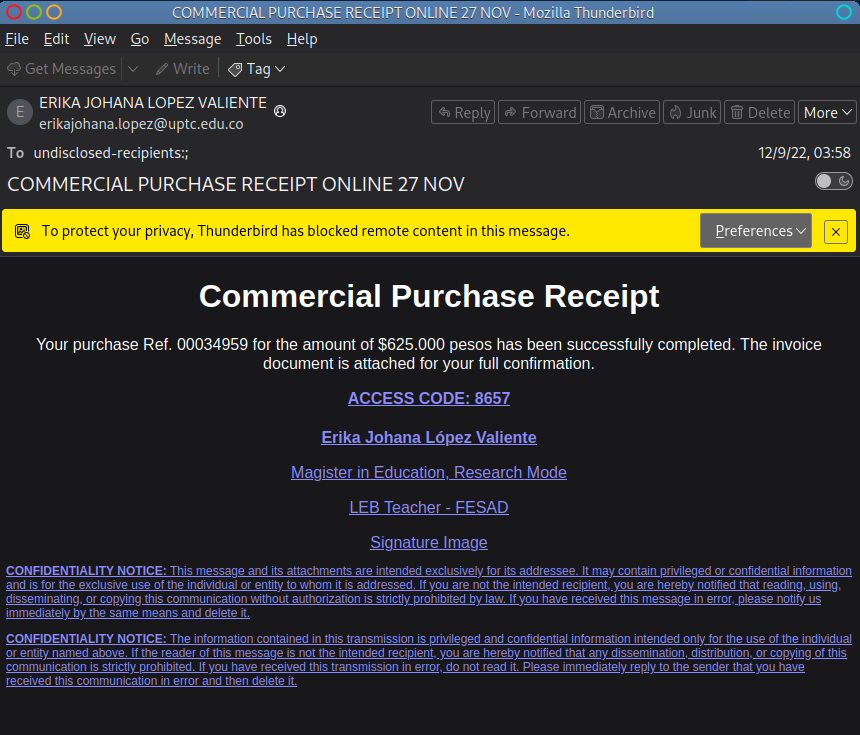 COMMERCIAL PURCHASE RECEIPT ONLINE 27 NOV - Mozilla Thunderbird
File Edit View Go Message Tools Help
Get Messages Write Tag
E
ERIKA JOHANA LOPEZ VALIENTE
erikajohana.lopez@uptc.edu.co
Reply Forward Archive Junk Delete More
To undisclosed-recipients:; 12/9/22, 03:58
COMMERCIAL PURCHASE RECEIPT ONLINE 27 NOV
To protect your privacy, Thunderbird has blocked remote content in this message. Preferences
Commercial Purchase Receipt
Your purchase Ref. 00034959 for the amount of $625.000 pesos has been successfully completed. The invoice
document is attached for your full confirmation.
ACCESS CODE: 8657
Erika Johana López Valiente
Magister in Education, Research Mode
LEB Teacher - FESAD
Signature Image
CONFIDENTIALITY NOTICE: This message and its attachments are intended exclusively for its addressee. It may contain privileged or confidential information
and is for the exclusive use of the individual or entity to whom it is addressed. If you are not the intended recipient, you are hereby notified that reading, using,
disseminating, or copying this communication without authorization is strictly prohibited by law. If you have received this message in error, please notify us
immediately by the same means and delete it.
CONFIDENTIALITY NOTICE: The information contained in this transmission is privileged and confidential information intended only for the use of the individual
or entity named above. If the reader of this message is not the intended recipient, you are hereby notified that any dissemination, distribution, or copying of this
communication is strictly prohibited. If you have received this transmission in error, do not read it. Please immediately reply to the sender that you have
received this communication in error and then delete it.